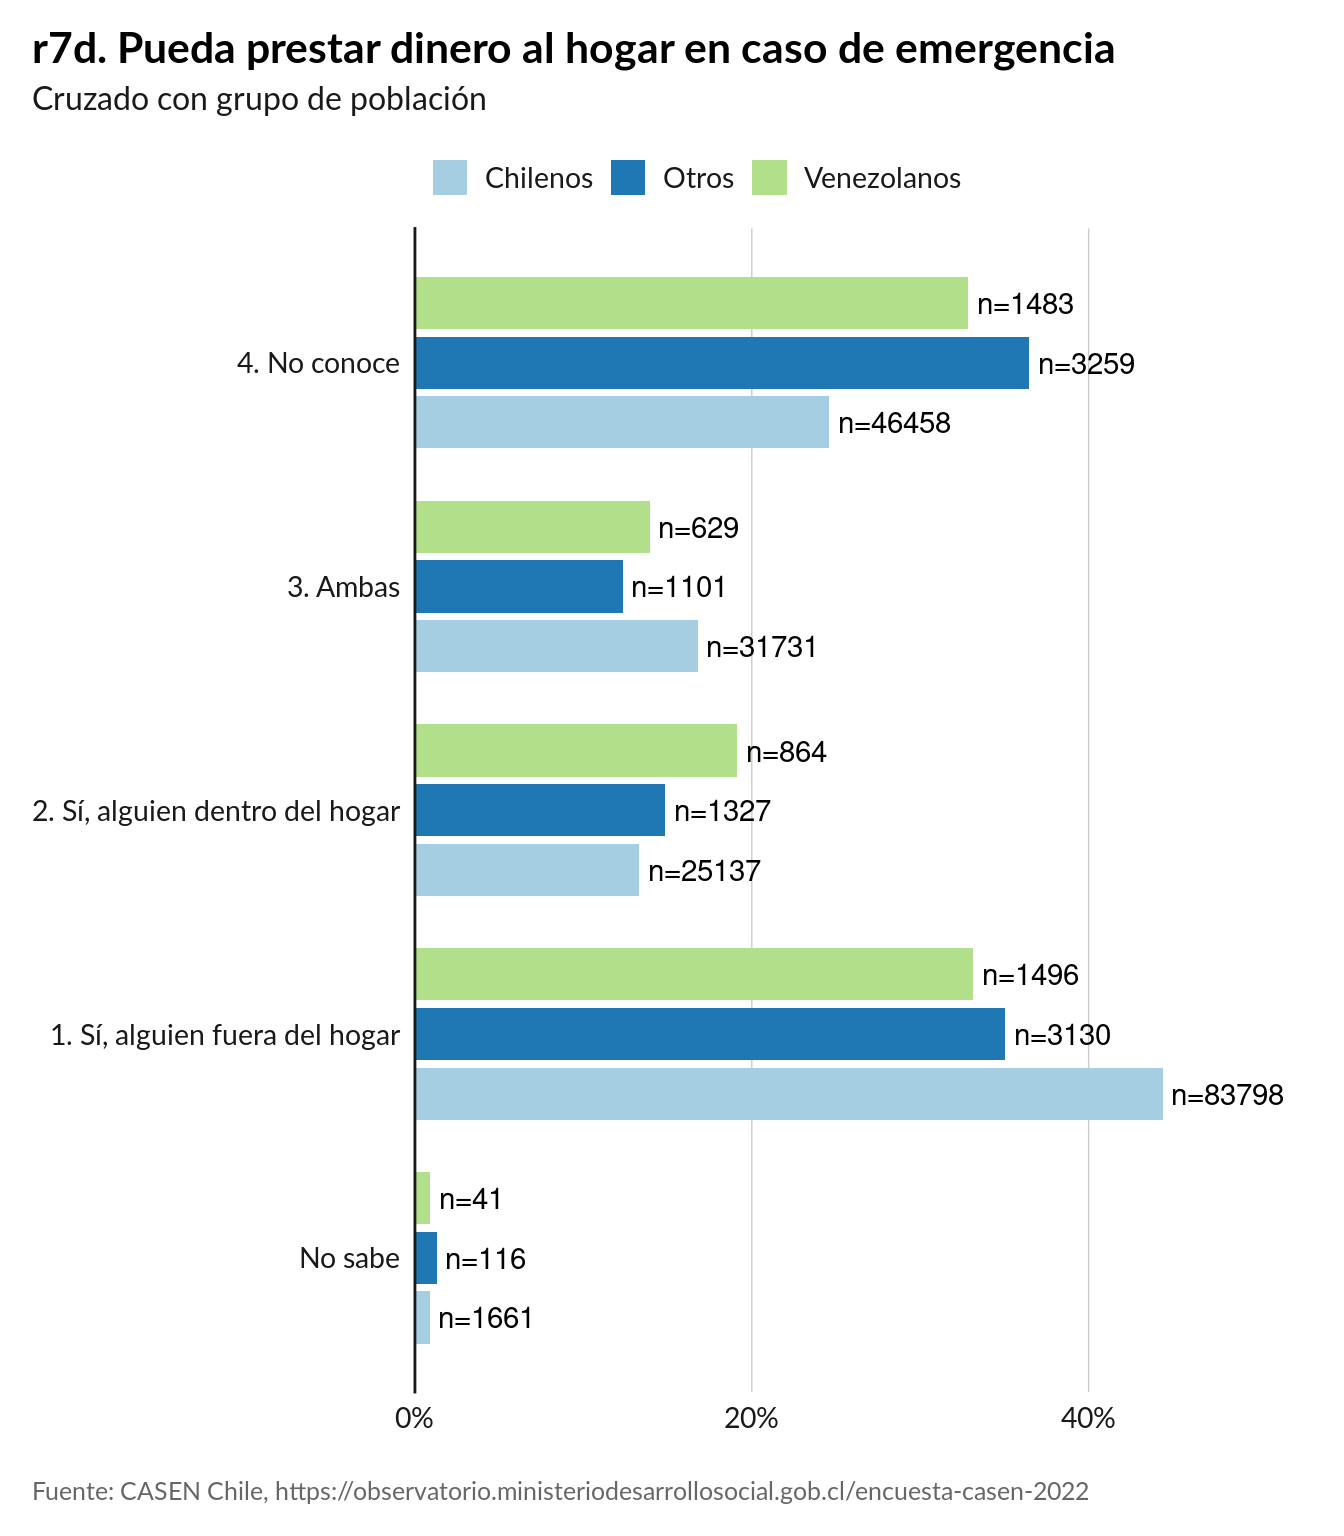 r7d. Pueda prestar dinero al hogar en caso de emergencia
Cruzado con grupo de población
Chilenos Otros Venezolanos
n=1483
4. No conoce n=3259
n=46458
n=629
3. Ambas n=1101
n=31731
n=864
2. Sí, alguien dentro del hogar n=1327
n=25137
n=1496
1. Sí, alguien fuera del hogar n=3130
n=83798
n=41
No sabe n=116
n=1661
0% 20% 40%
Fuente: CASEN Chile, https://observatorio.ministeriodesarrollosocial.gob.cl/encuesta-casen-2022